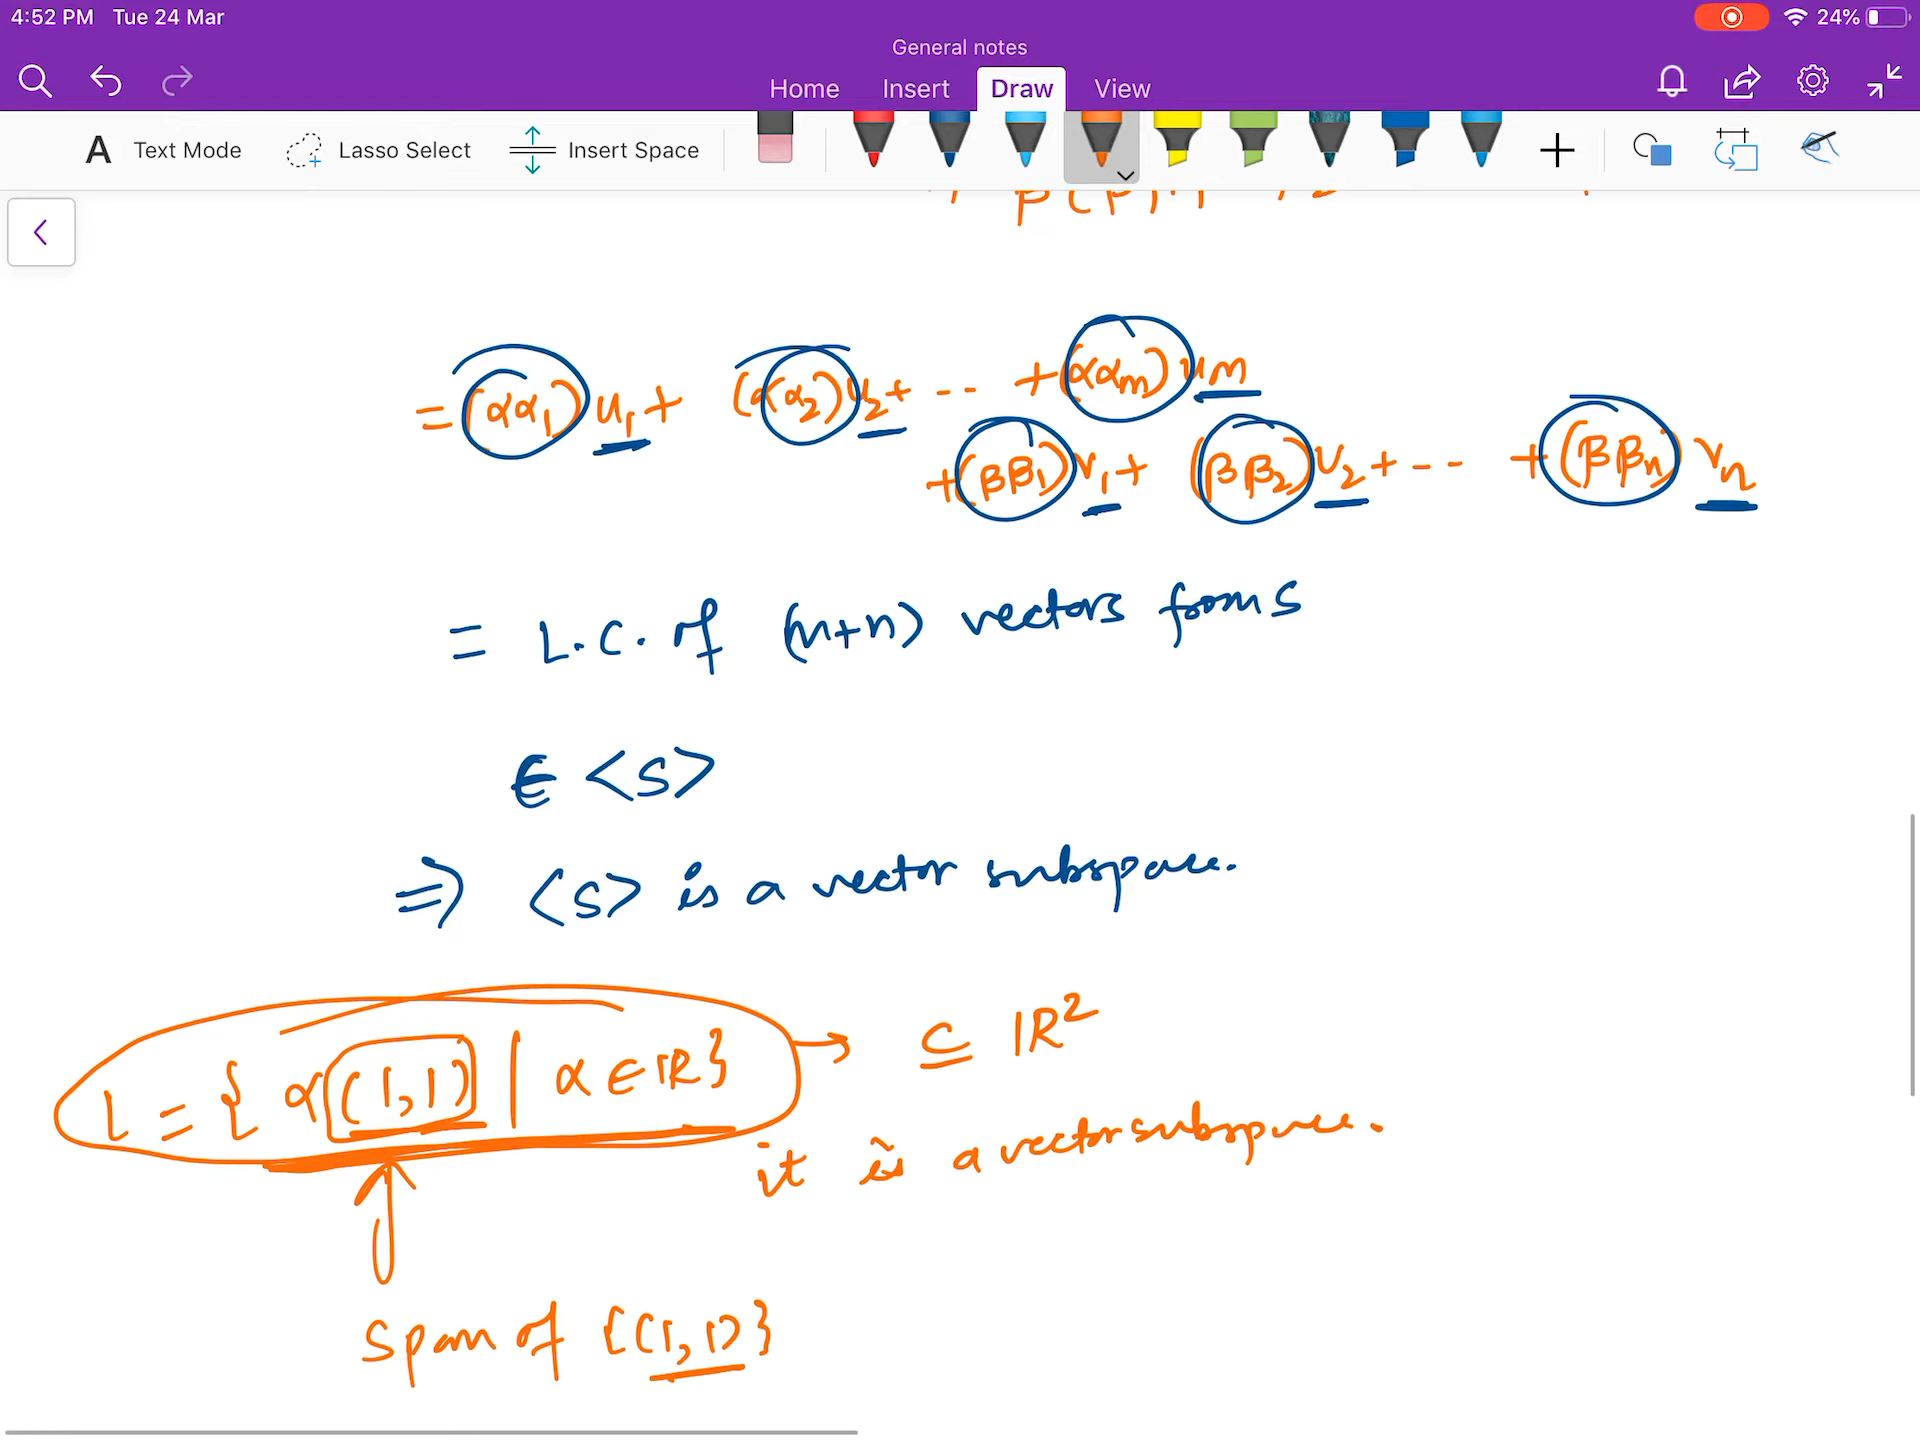 4:52 PM Tue 24 Mar
24%
General notes
Home Insert Draw View
A Text Mode Lasso Select Insert Space
= (αα₁) u₁ + (αα₂) u₂ + -- + (ααm) um
+ (ββ₁) v₁ + (ββ₂) v₂ + -- + (ββn) vn
= L.C. of (m+n) vectors from S
∈ <S>
⇒ <S> is a vector subspace.
L = { α(1,1) | α ∈ ℝ} → ⊆ ℝ²
it is a vector subspace.
Span of {(1,1)}